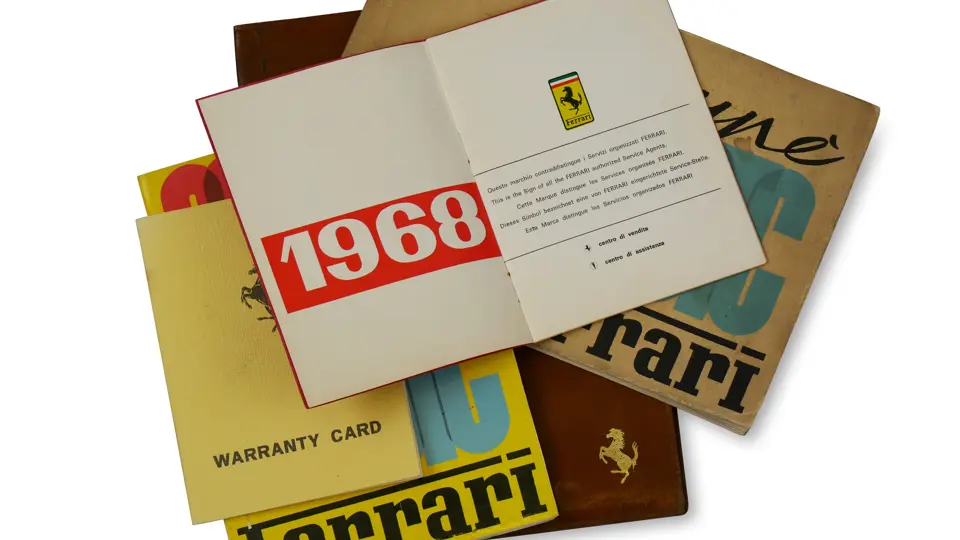 1968
Ferrari
Questo marchio contraddistingue i Servizi organizzati FERRARI.
This is the Sign of all the FERRARI authorized Service Agents.
Cette Marque distingue les Services organisés FERRARI.
Dieses Simbol bezeichnet eine von FERRARI eingerichtete Service-Stelle.
Esta Marca distingue los Servicios organizados FERRARI
centro di vendita
centro di assistenza
WARRANTY CARD
Ferrari